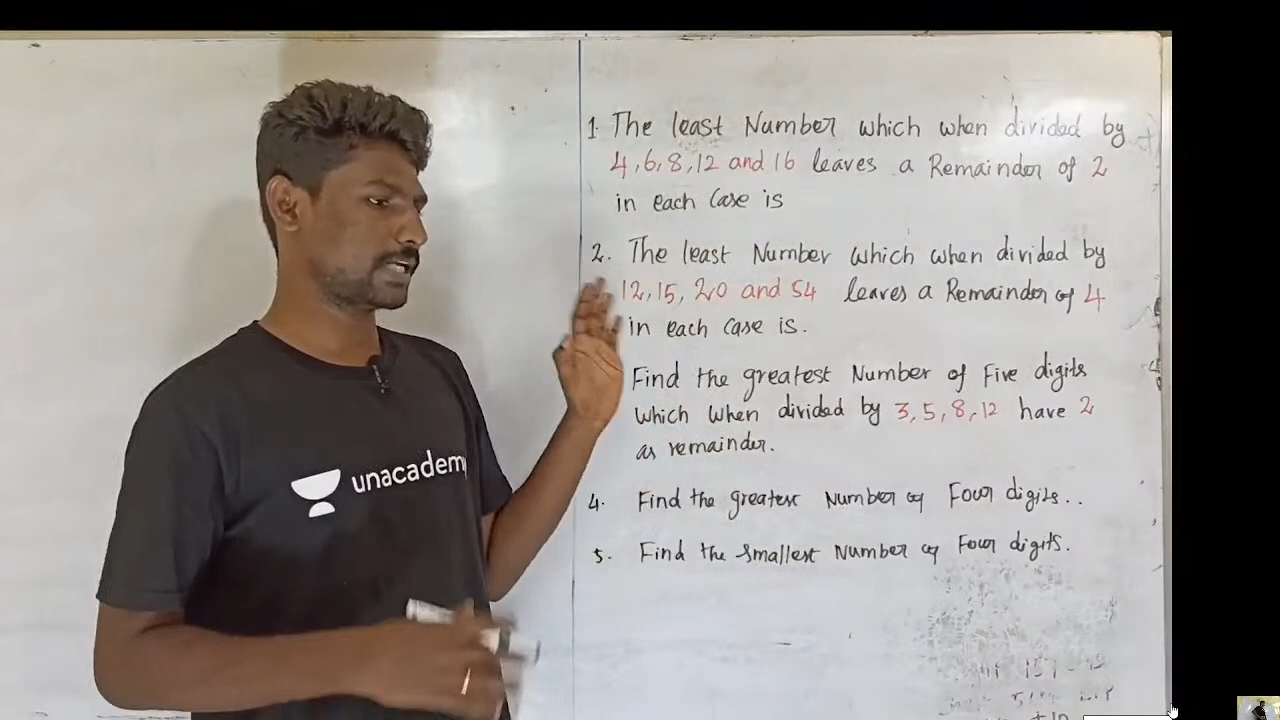 1. The least Number which when divided by
4, 6, 8, 12 and 16 leaves a Remainder of 2
in each Case is
2. The least Number which when divided by
12, 15, 20 and 54 leaves a Remainder of 4
in each case is.
Find the greatest Number of Five digits
which when divided by 3, 5, 8, 12 have 2
as remainder.
4. Find the greatest Number of Four digits..
5. Find the smallest Number of Four digits.
unacademy